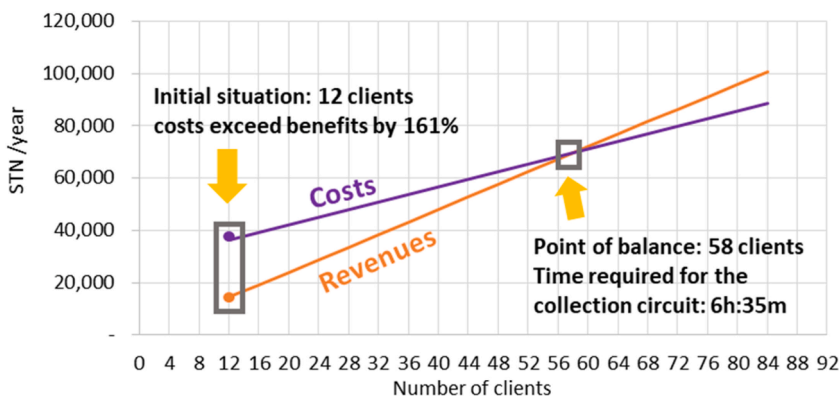 120,000
100,000
80,000
60,000
40,000
20,000
-
STN /year
Initial situation: 12 clients
costs exceed benefits by 161%
Costs
Revenues
Point of balance: 58 clients
Time required for the
collection circuit: 6h:35m
0 4 8 12 16 20 24 28 32 36 40 44 48 52 56 60 64 68 72 76 80 84 88 92
Number of clients